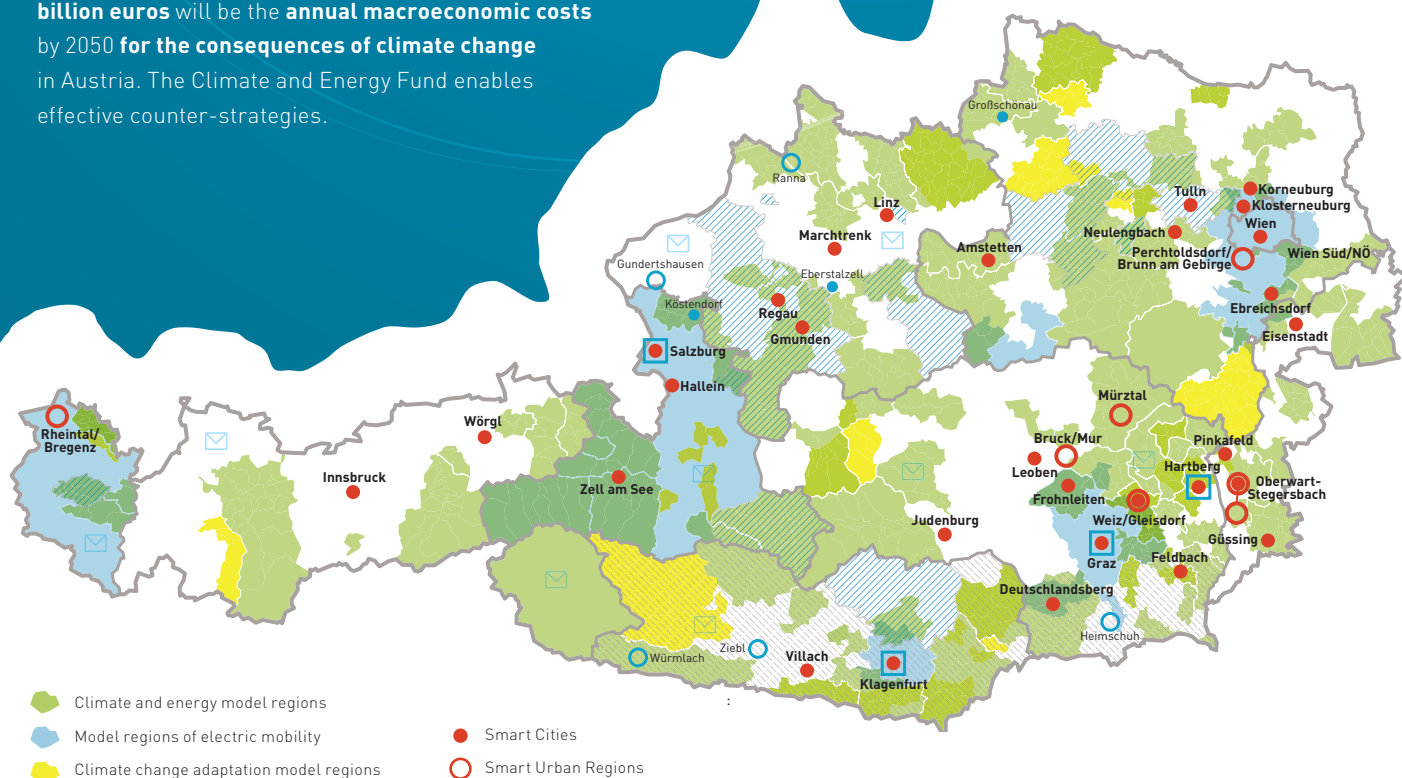 billion euros will be the annual macroeconomic costs
by 2050 for the consequences of climate change
in Austria. The Climate and Energy Fund enables
effective counter-strategies.
Großschönau
Ranna
Linz
Marchtrenk
Amstetten
Tulln
Korneuburg
Klosterneuburg
Wien
Neulengbach
Perchtoldsdorf/
Brunn am Gebirge
Wien Süd/NÖ
Gundertshausen
Eberstalzell
Köstendorf
Regau
Gmunden
Ebreichsdorf
Eisenstadt
Salzburg
Hallein
Wörgl
Mürztal
Rheintal/
Bregenz
Bruck/Mur
Pinkafeld
Leoben
Hartberg
Innsbruck
Zell am See
Frohnleiten
Oberwart-
Stegersbach
Weiz/Gleisdorf
Judenburg
Güssing
Graz
Feldbach
Deutschlandsberg
Heimschuh
Ziebl
Würmlach
Villach
Klagenfurt
:
Climate and energy model regions
Model regions of electric mobility
Climate change adaptation model regions
Smart Cities
Smart Urban Regions